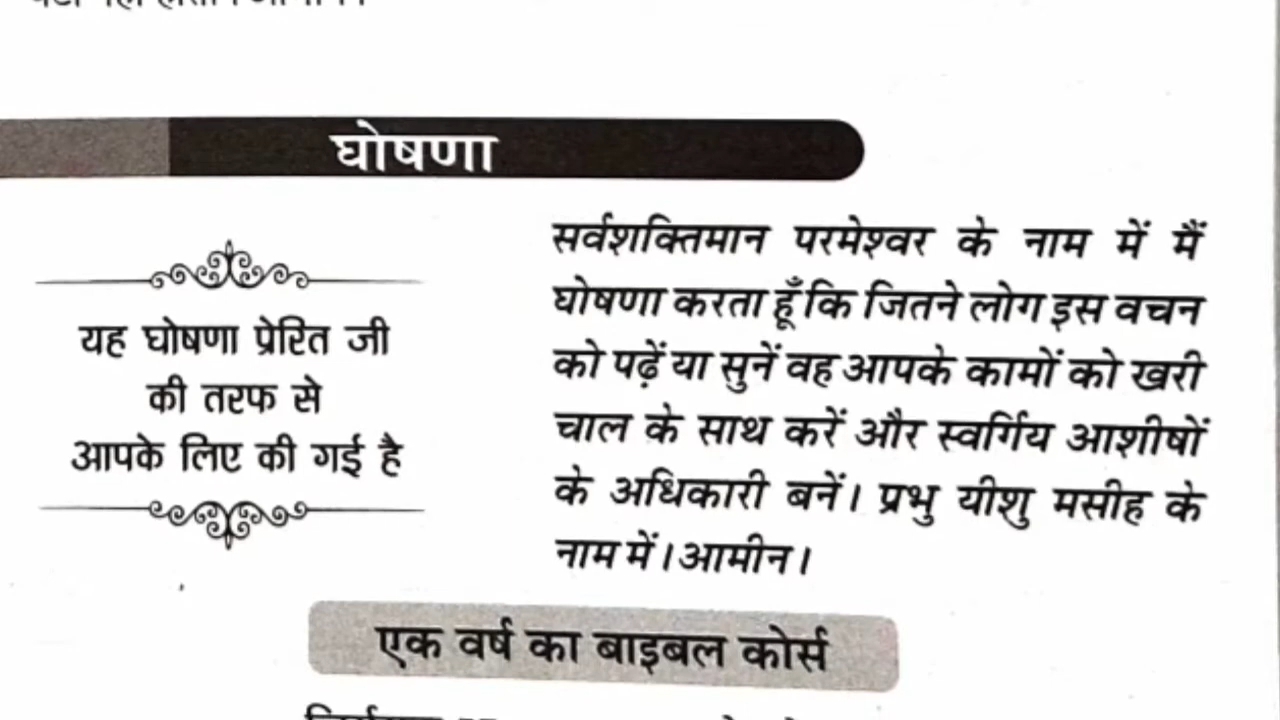 घोषणा
यह घोषणा प्रेरित जी
की तरफ से
आपके लिए की गई है
सर्वशक्तिमान परमेश्वर के नाम में मैं
घोषणा करता हूँ कि जितने लोग इस वचन
को पढ़ें या सुनें वह आपके कामों को खरी
चाल के साथ करें और स्वर्गिय आशीषों
के अधिकारी बनें। प्रभु यीशु मसीह के
नाम में। आमीन।
एक वर्ष का बाइबल कोर्स